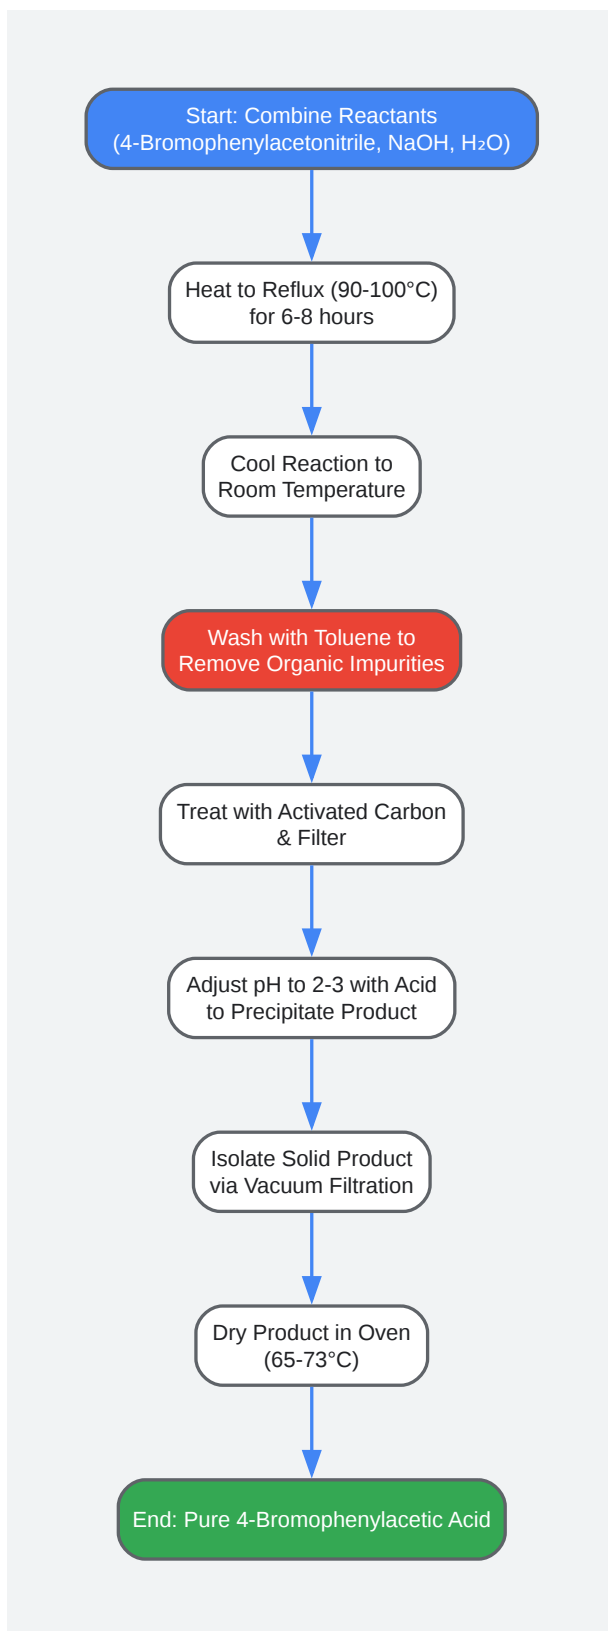 Start: Combine Reactants
(4-Bromophenylacetonitrile, NaOH, H₂O)
Heat to Reflux (90-100°C)
for 6-8 hours
Cool Reaction to
Room Temperature
Wash with Toluene to
Remove Organic Impurities
Treat with Activated Carbon
& Filter
Adjust pH to 2-3 with Acid
to Precipitate Product
Isolate Solid Product
via Vacuum Filtration
Dry Product in Oven
(65-73°C)
End: Pure 4-Bromophenylacetic Acid